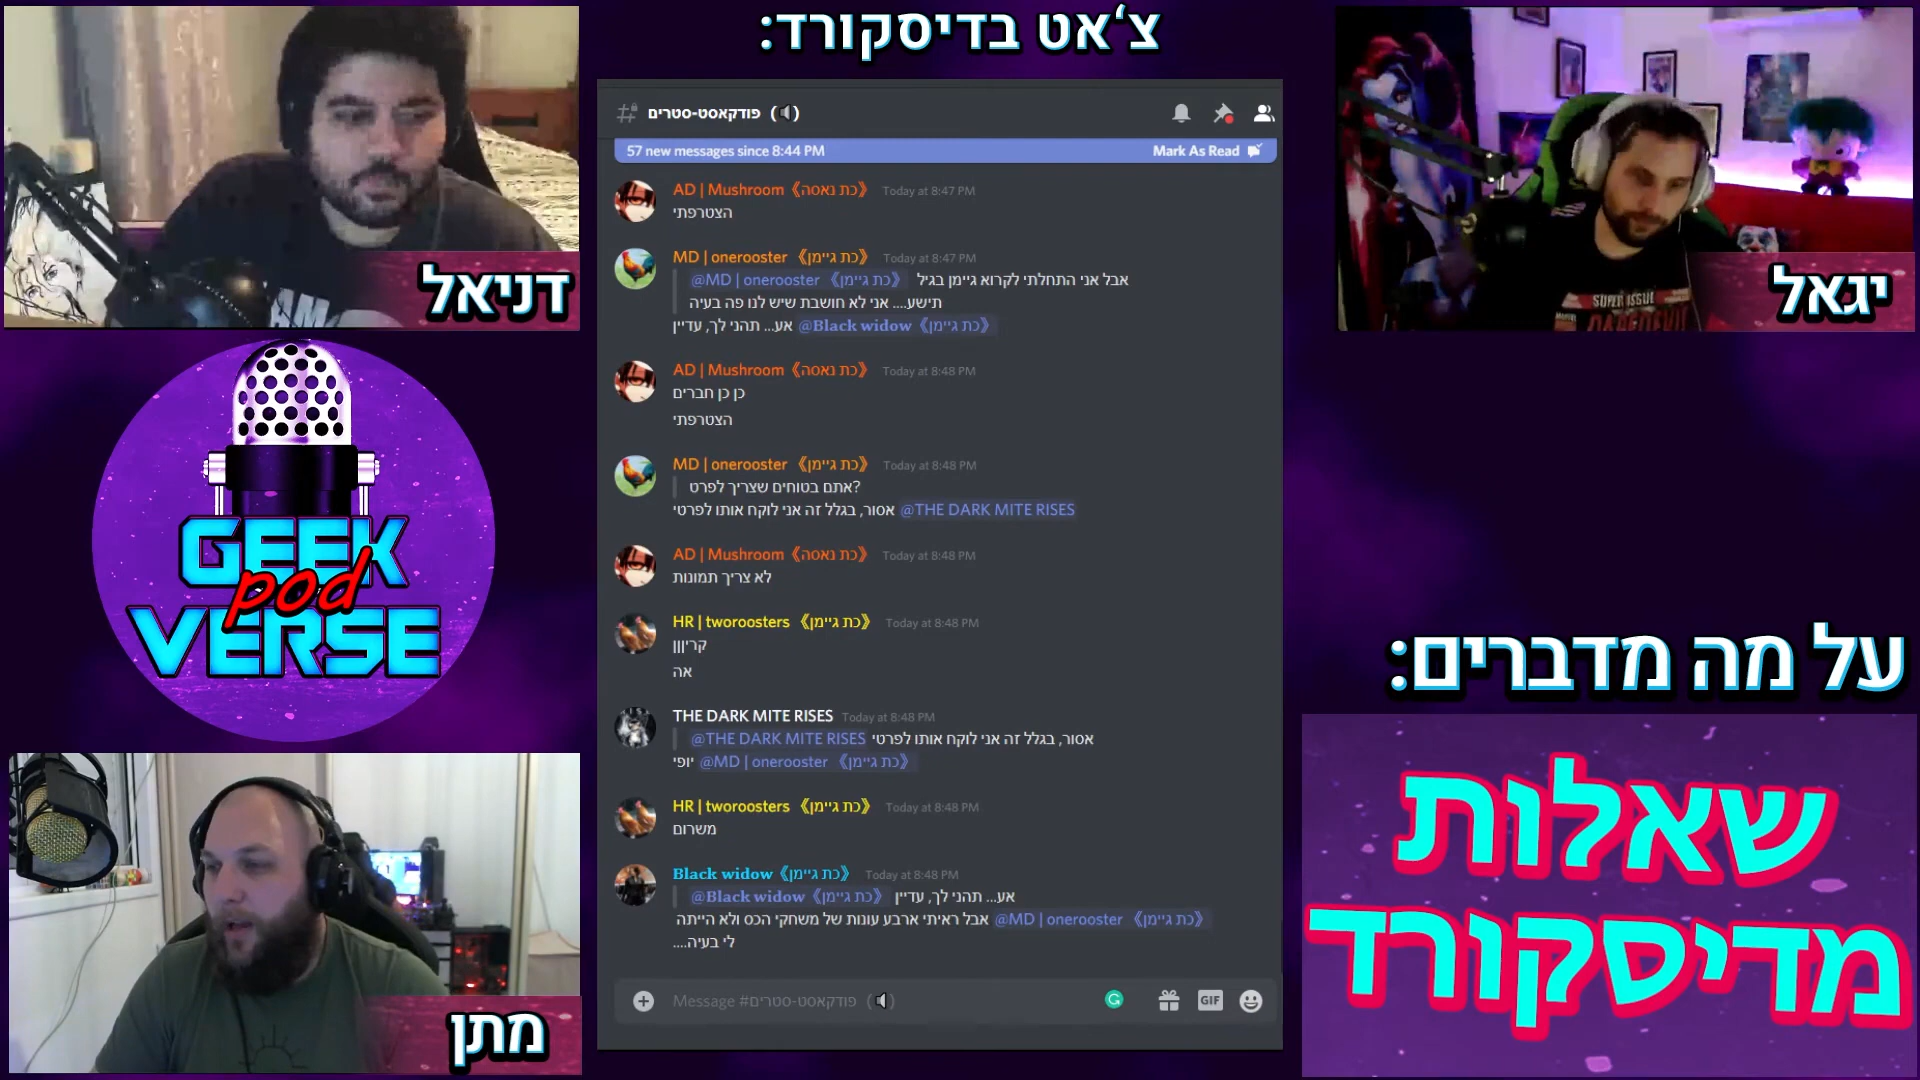 צ'אט בדיסקורד:
דניאל
יגאל
פודקאסט-סטרים
57 new messages since 8:44 PM
Mark As Read
AD | Mushroom 《כת נאסה》 Today at 8:47 PM
הצטרפתי
MD | onerooster 《כת גיימן》 Today at 8:47 PM
@MD | onerooster 《כת גיימן》 אבל אני התחלתי לקרוא גיימן בגיל
תישע.... אני לא חושבת שיש לנו פה בעיה
@Black widow《כת גיימן》 אע... תהני לך, עדיין
AD | Mushroom 《כת נאסה》 Today at 8:48 PM
כן כן חברים
הצטרפתי
MD | onerooster 《כת גיימן》 Today at 8:48 PM
אתם בטוחים שצריך לפרט?
@THE DARK MITE RISES אסור, בגלל זה אני לוקח אותו לפרטי
AD | Mushroom 《כת נאסה》 Today at 8:48 PM
לא צריך תמונות
HR | tworoosters 《כת גיימן》 Today at 8:48 PM
קריןןן
אה
THE DARK MITE RISES Today at 8:48 PM
@THE DARK MITE RISES אסור, בגלל זה אני לוקח אותו לפרטי
@MD | onerooster 《כת גיימן》 יופי
HR | tworoosters 《כת גיימן》 Today at 8:48 PM
משרום
Black widow《כת גיימן》 Today at 8:48 PM
@Black widow《כת גיימן》 אע... תהני לך, עדיין
@MD | onerooster 《כת גיימן》 אבל ראיתי ארבע עונות של משחקי הכס ולא הייתה
לי בעיה....
Message #פודקאסט-סטרים
GIF
GEEK
pod
VERSE
מתן
SUPER ISSUE
DAREDEVIL
על מה מדברים:
שאלות
מדיסקורד